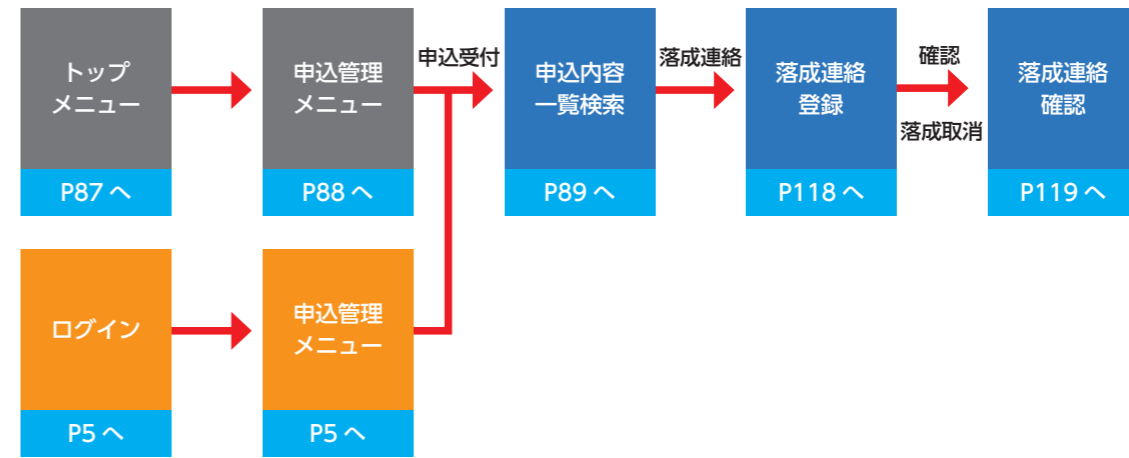 トップ
メニュー
P87 へ
申込管理
メニュー
P88 へ
申込受付
申込内容
一覧検索
P89 へ
落成連絡
落成連絡
登録
P118 へ
確認
落成取消
落成連絡
確認
P119 へ
ログイン
P5 へ
申込管理
メニュー
P5 へ